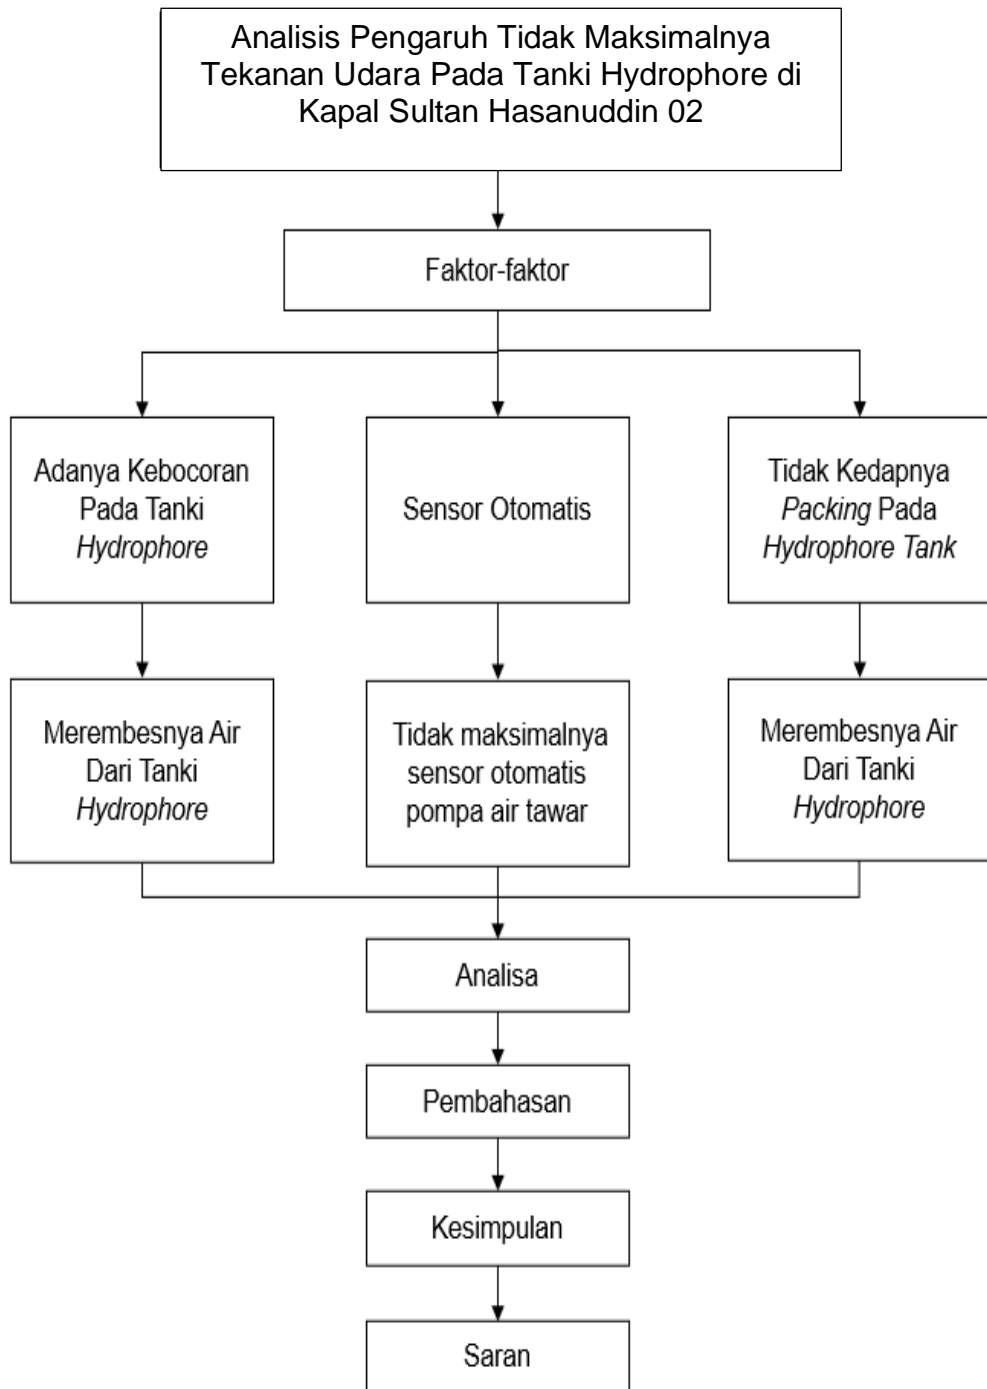 Analisis Pengaruh Tidak Maksimalnya
Tekanan Udara Pada Tanki Hydrophore di
Kapal Sultan Hasanuddin 02
Faktor-faktor
Adanya Kebocoran
Pada Tanki
Hydrophore
Sensor Otomatis
Tidak Kedapnya
Packing Pada
Hydrophore Tank
Merembesnya Air
Dari Tanki
Hydrophore
Tidak maksimalnya
sensor otomatis
pompa air tawar
Merembesnya Air
Dari Tanki
Hydrophore
Analisa
Pembahasan
Kesimpulan
Saran